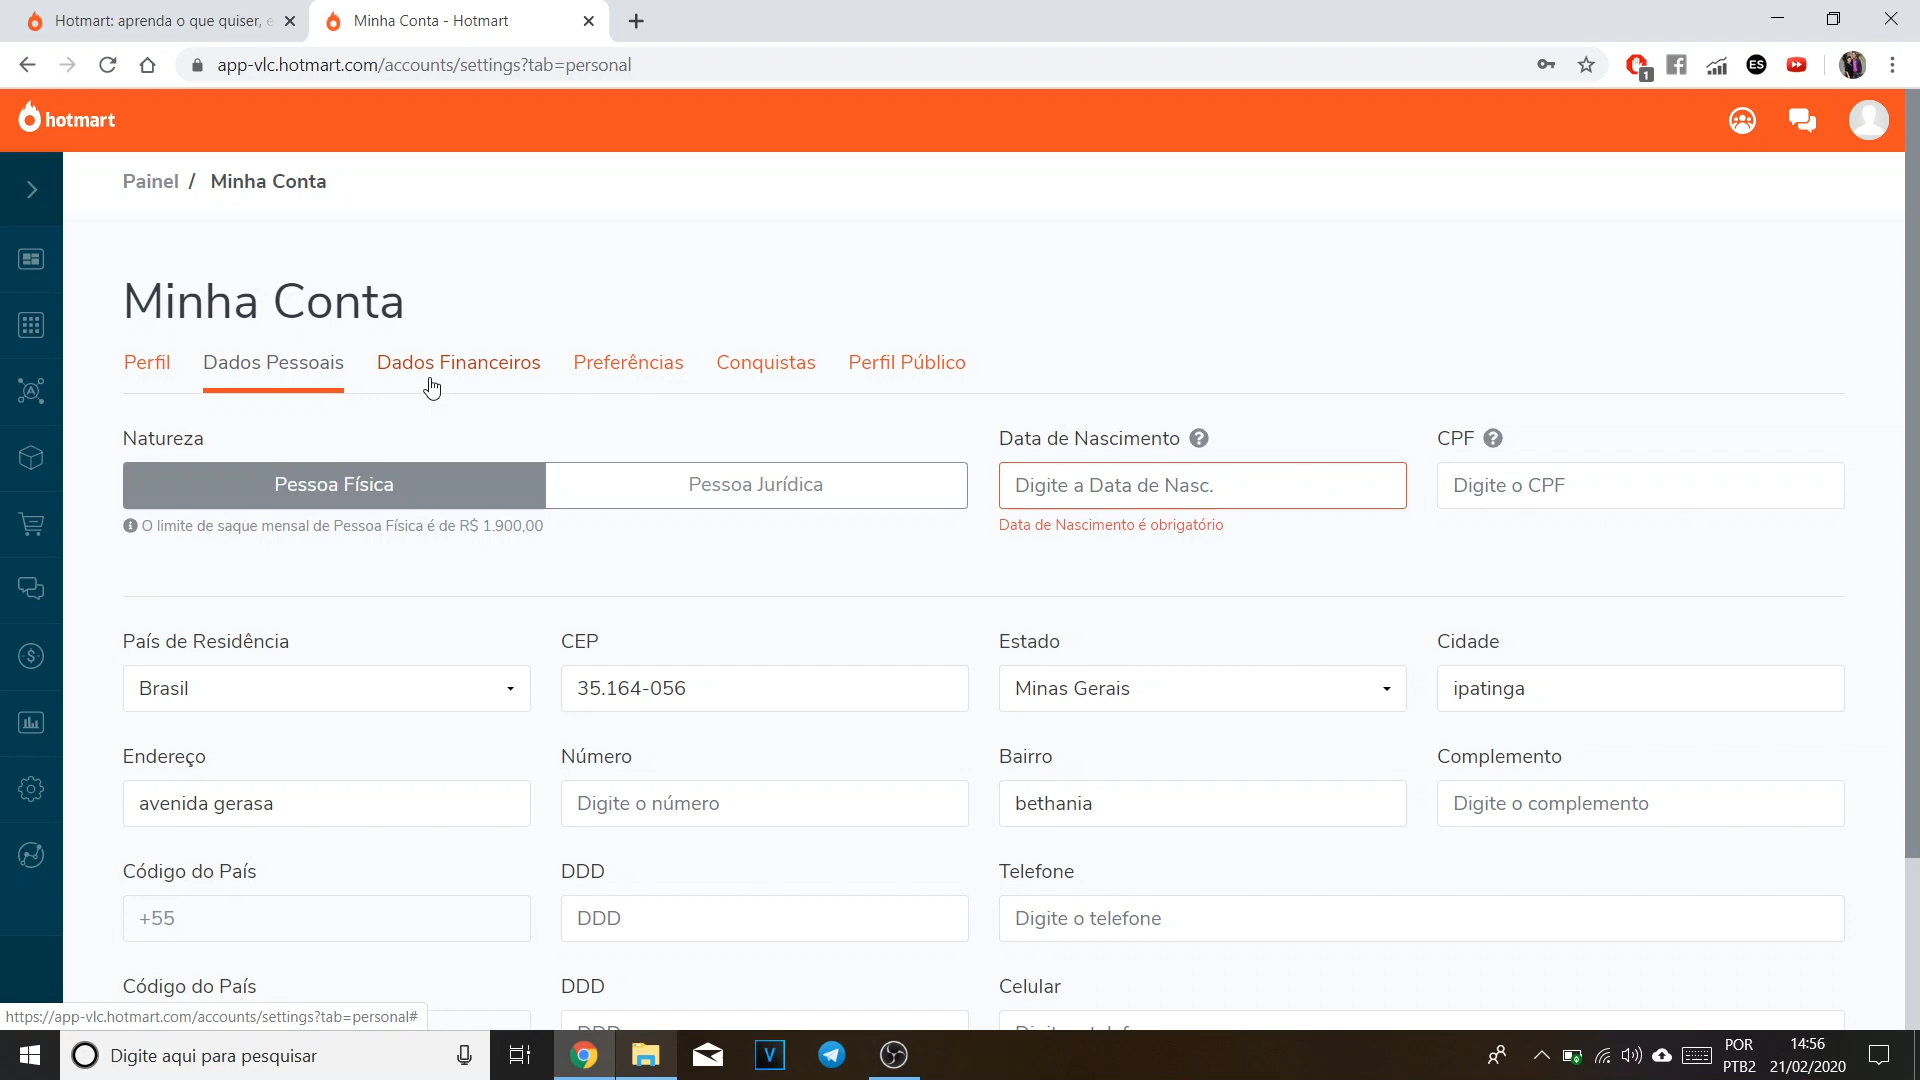 Hotmart: aprenda o que quiser, e
Minha Conta - Hotmart
app-vlc.hotmart.com/accounts/settings?tab=personal
1
ES
hotmart
Painel / Minha Conta
Minha Conta
Perfil Dados Pessoais Dados Financeiros Preferências Conquistas Perfil Público
Natureza
Data de Nascimento ?
CPF ?
Pessoa Física
Pessoa Jurídica
Digite a Data de Nasc.
Digite o CPF
O limite de saque mensal de Pessoa Física é de R$ 1.900,00
Data de Nascimento é obrigatório
País de Residência
CEP
Estado
Cidade
Brasil
35.164-056
Minas Gerais
ipatinga
Endereço
Número
Bairro
Complemento
avenida gerasa
Digite o número
bethania
Digite o complemento
Código do País
DDD
Telefone
+55
DDD
Digite o telefone
Código do País
DDD
Celular
https://app-vlc.hotmart.com/accounts/settings?tab=personal#
Digite aqui para pesquisar
V
POR
PTB2
14:56
21/02/2020